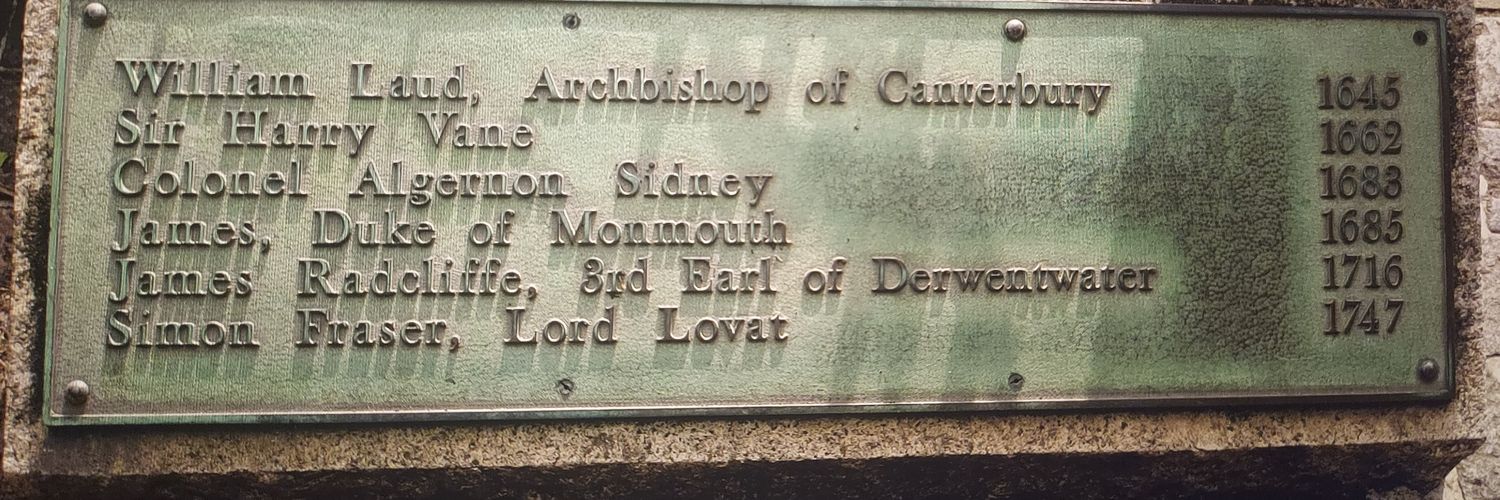 William Laud, Archbishop of Canterbury 1645
Sir Harry Vane 1662
Colonel Algernon Sidney 1683
James, Duke of Monmouth 1685
James Radcliffe, 3rd Earl of Derwentwater 1716
Simon Fraser, Lord Lovat 1747